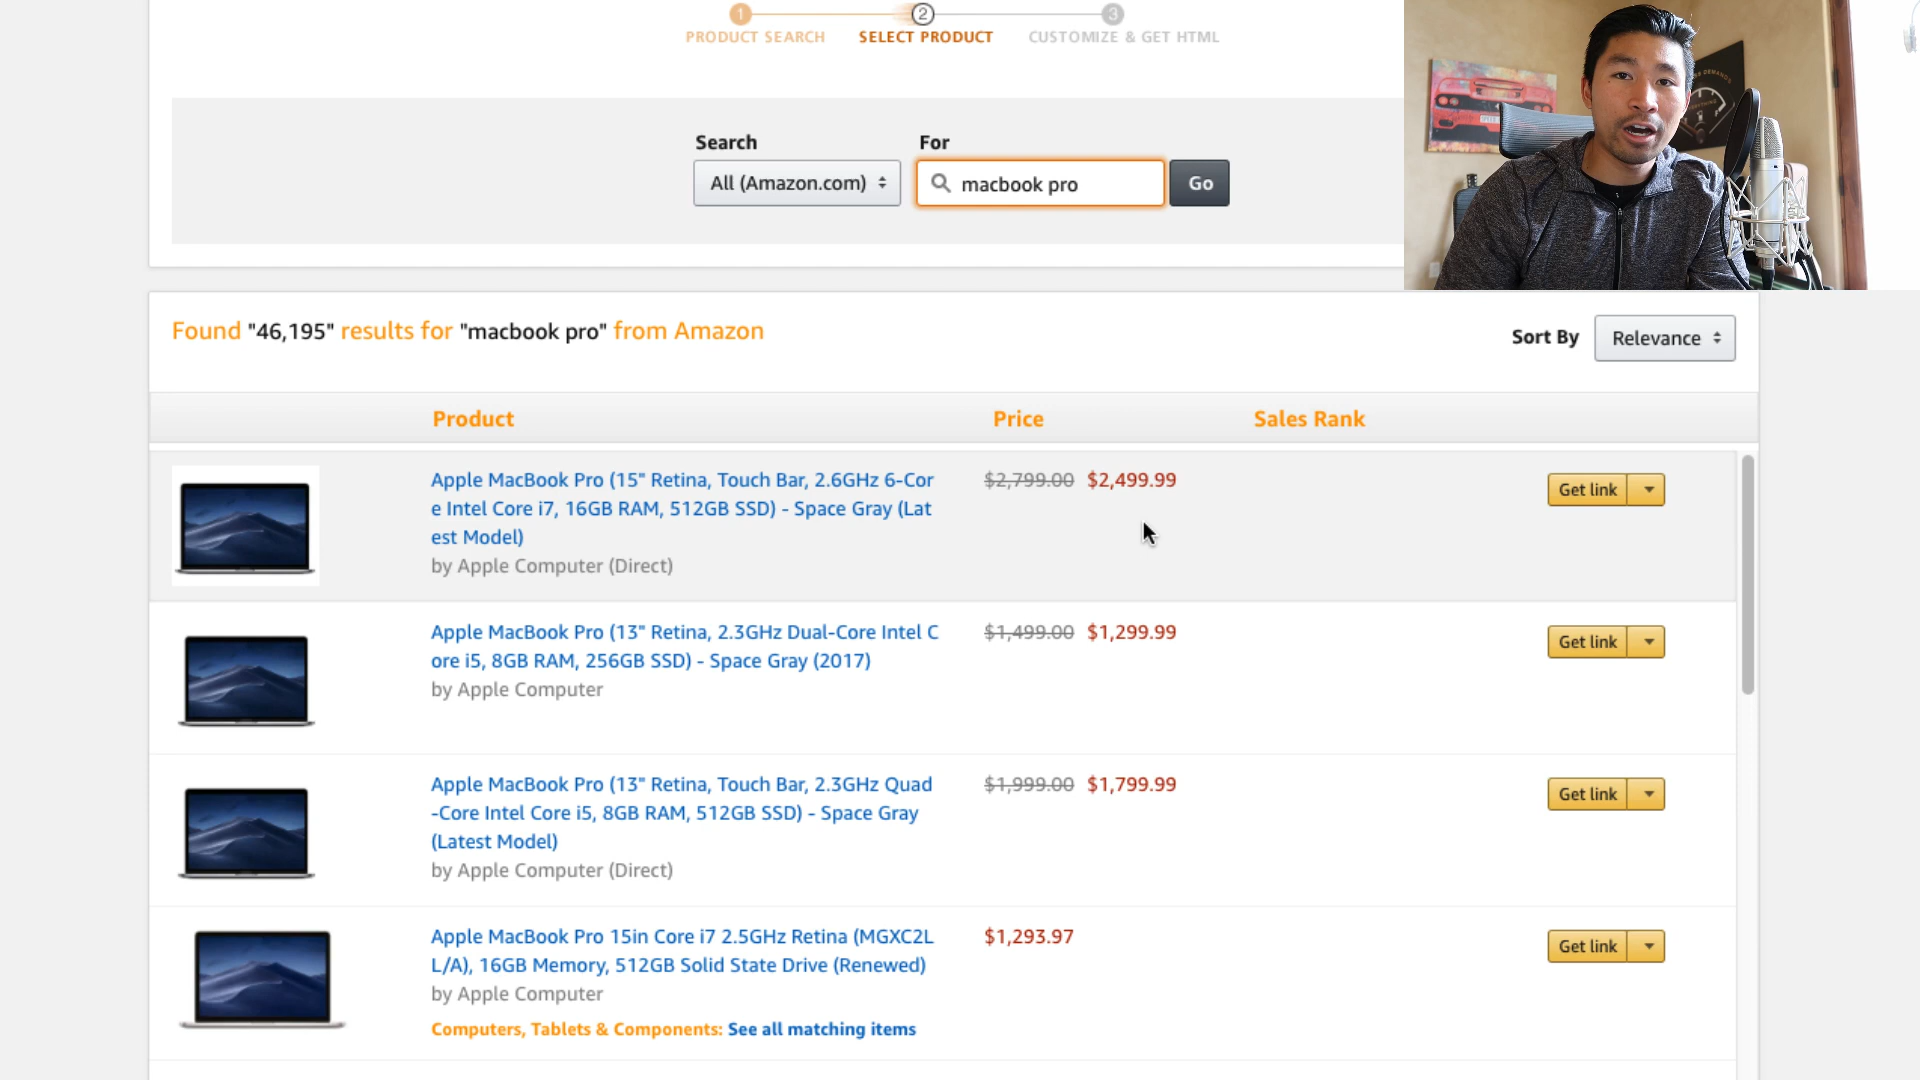 1
2
3
PRODUCT SEARCH
SELECT PRODUCT
CUSTOMIZE & GET HTML
Search
For
All (Amazon.com)
macbook pro
Go
Found "46,195" results for "macbook pro" from Amazon
Sort By
Relevance
Product
Price
Sales Rank
Apple MacBook Pro (15" Retina, Touch Bar, 2.6GHz 6-Cor
e Intel Core i7, 16GB RAM, 512GB SSD) - Space Gray (Lat
est Model)
by Apple Computer (Direct)
$2,799.00 $2,499.99
Get link
Apple MacBook Pro (13" Retina, 2.3GHz Dual-Core Intel C
ore i5, 8GB RAM, 256GB SSD) - Space Gray (2017)
by Apple Computer
$1,499.00 $1,299.99
Get link
Apple MacBook Pro (13" Retina, Touch Bar, 2.3GHz Quad
-Core Intel Core i5, 8GB RAM, 512GB SSD) - Space Gray
(Latest Model)
by Apple Computer (Direct)
$1,999.00 $1,799.99
Get link
Apple MacBook Pro 15in Core i7 2.5GHz Retina (MGXC2L
L/A), 16GB Memory, 512GB Solid State Drive (Renewed)
by Apple Computer
Computers, Tablets & Components: See all matching items
$1,293.97
Get link